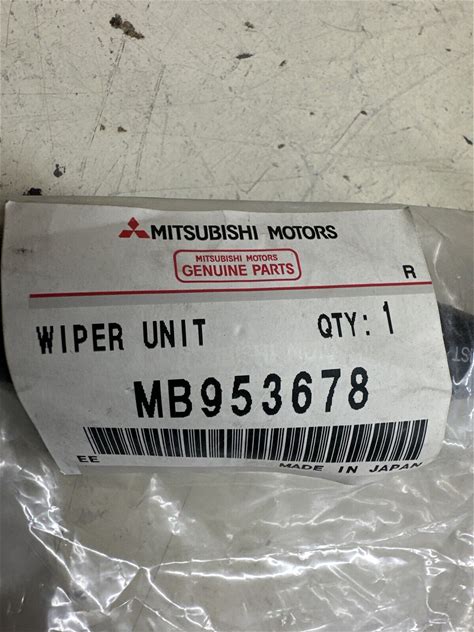 MITSUBISHI MOTORS
MITSUBISHI MOTORS
GENUINE PARTS
R
WIPER UNIT QTY: 1
MB953678
EE MADE IN JAPAN